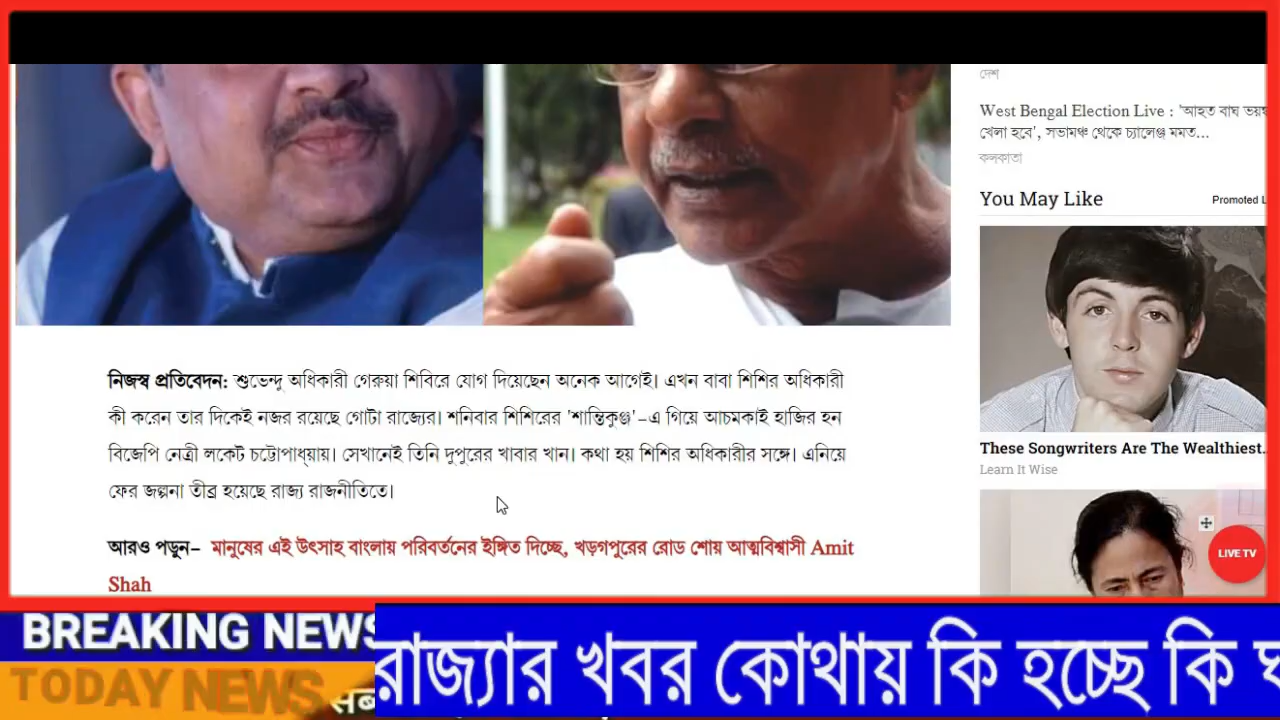 দেশ
West Bengal Election Live : 'আহত বাঘ
খেলা হবে', সভামঞ্চ থেকে চ্যালেঞ্জ মমত...
কলকাতা
You May Like
Promoted L
নিজস্ব প্রতিবেদন: শুভেন্দু অধিকারী গেরুয়া শিবিরে যোগ দিয়েছেন অনেক আগেই। এখন বাবা শিশির অধিকারী
কী করেন তার দিকেই নজর রয়েছে গোটা রাজ্যের। শনিবার শিশিরের 'শান্তিকুঞ্জ'-এ গিয়ে আচমকাই হাজির হন
বিজেপি নেত্রী লকেট চট্টোপাধ্যায়। সেখানেই তিনি দুপুরের খাবার খান। কথা হয় শিশির অধিকারীর সঙ্গে। এনিয়ে
ফের জল্পনা তীব্র হয়েছে রাজ্য রাজনীতিতে।
These Songwriters Are The Wealthiest...
Learn It Wise
আরও পড়ুন- মানুষের এই উৎসাহ বাংলায় পরিবর্তনের ইঙ্গিত দিচ্ছে, খড়গপুরের রোড শোয় আত্মবিশ্বাসী Amit
Shah
LIVE TV
BREAKING NEWS
রাজ্যার খবর কোথায় কি হচ্ছে কি
TODAY NEWS